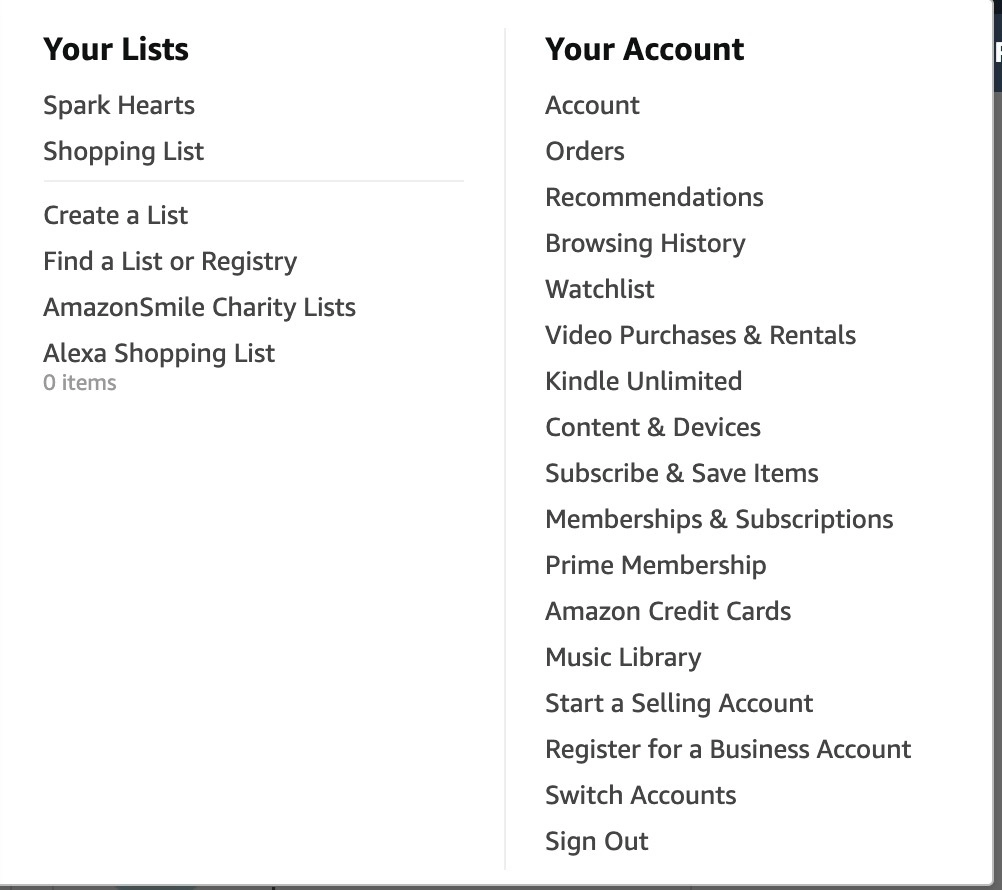 Your Lists
Spark Hearts
Shopping List
Create a List
Find a List or Registry
AmazonSmile Charity Lists
Alexa Shopping List
0 items
Your Account
Account
Orders
Recommendations
Browsing History
Watchlist
Video Purchases & Rentals
Kindle Unlimited
Content & Devices
Subscribe & Save Items
Memberships & Subscriptions
Prime Membership
Amazon Credit Cards
Music Library
Start a Selling Account
Register for a Business Account
Switch Accounts
Sign Out